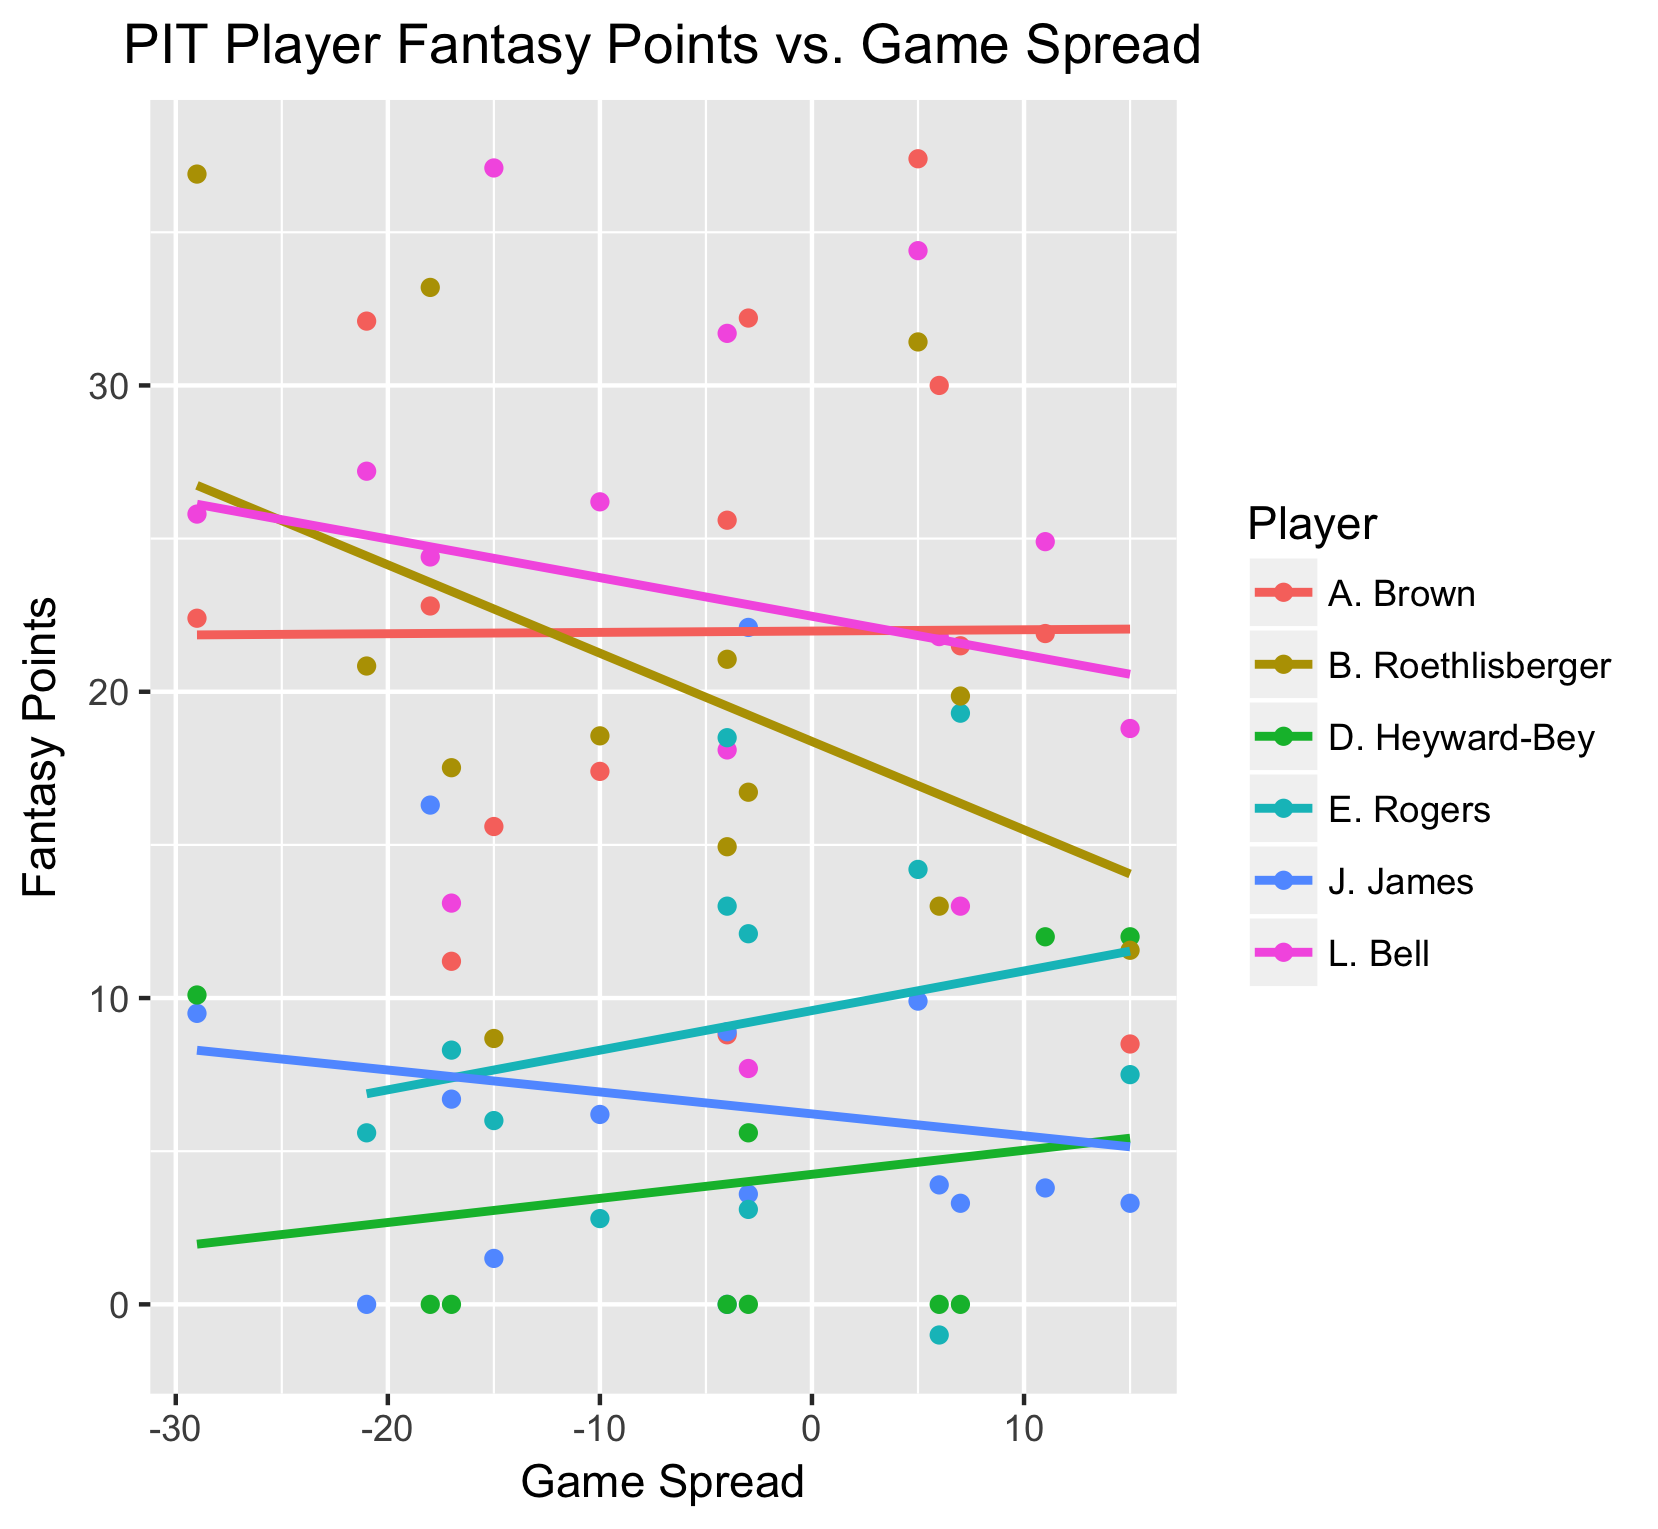 PIT Player Fantasy Points vs. Game Spread
Fantasy Points
30
20
10
0
-30
-20
-10
0
10
Game Spread
Player
A. Brown
B. Roethlisberger
D. Heyward-Bey
E. Rogers
J. James
L. Bell